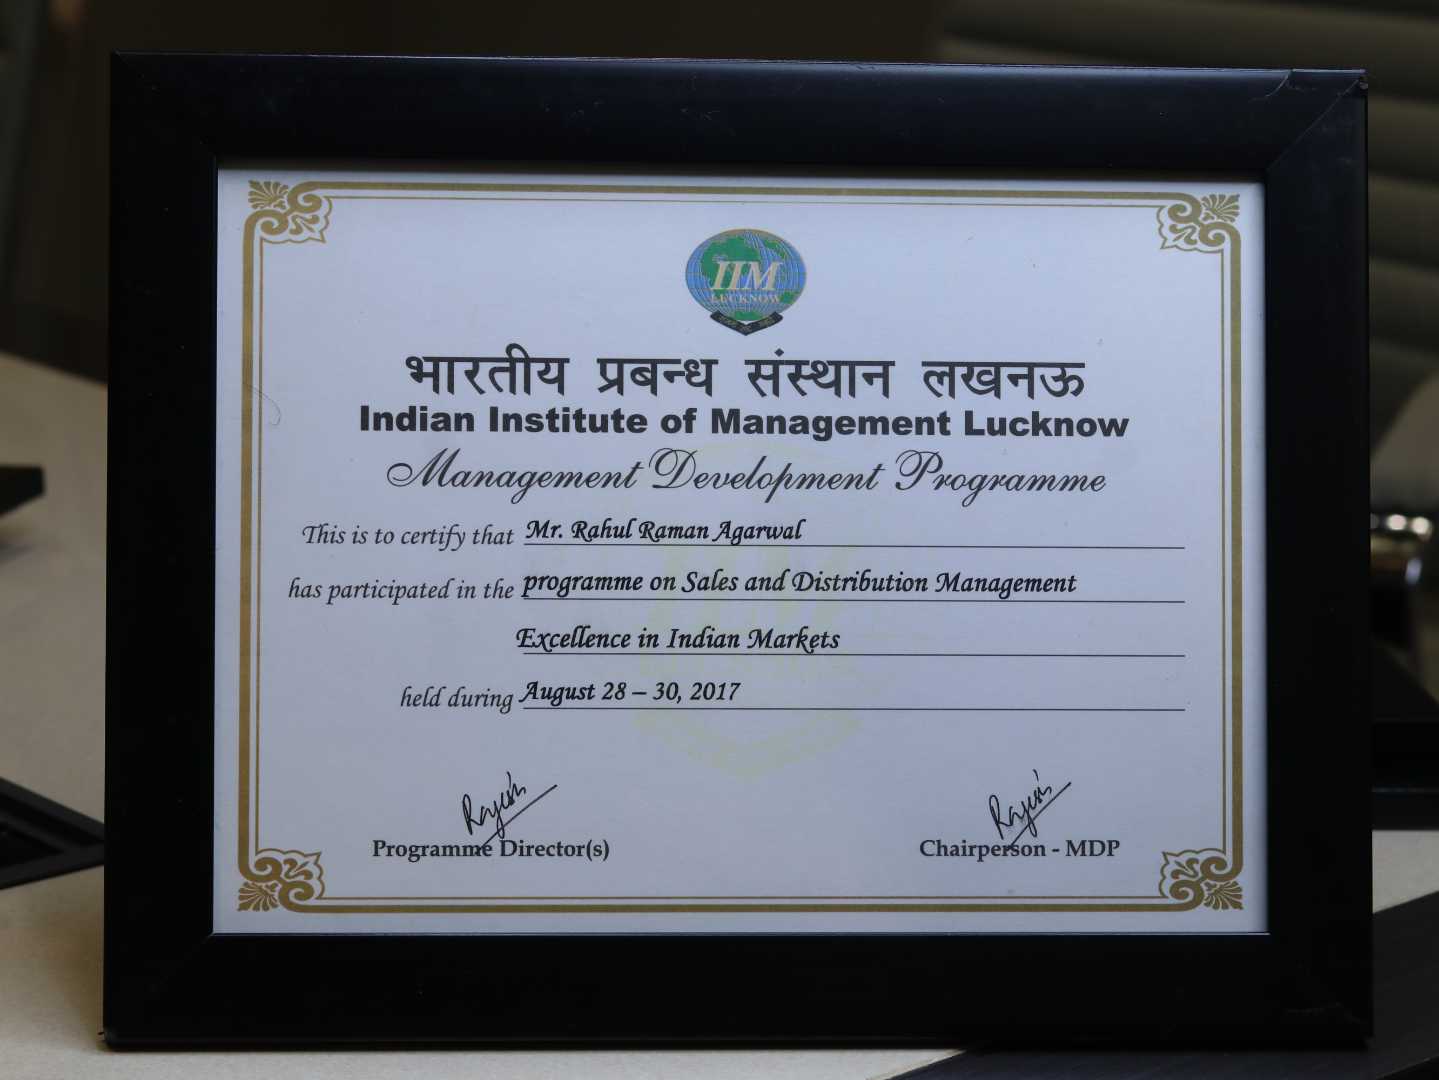 IIM
LUCKNOW
भारतीय प्रबन्ध संस्थान लखनऊ
Indian Institute of Management Lucknow
Management Development Programme
This is to certify that Mr. Rahul Raman Agarwal
has participated in the programme on Sales and Distribution Management
Excellence in Indian Markets
held during August 28 – 30, 2017
Rajesh Rajesh
Programme Director(s) Chairperson - MDP